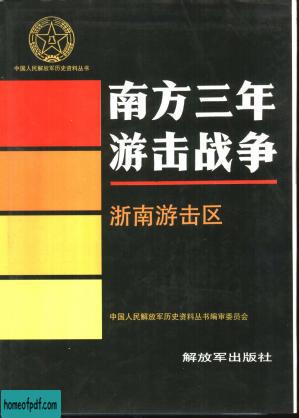 中国人民解放军历史资料丛书
南方三年
游击战争
浙南游击区
中国人民解放军历史资料丛书编审委员会
解放军出版社
homeofpdf.com